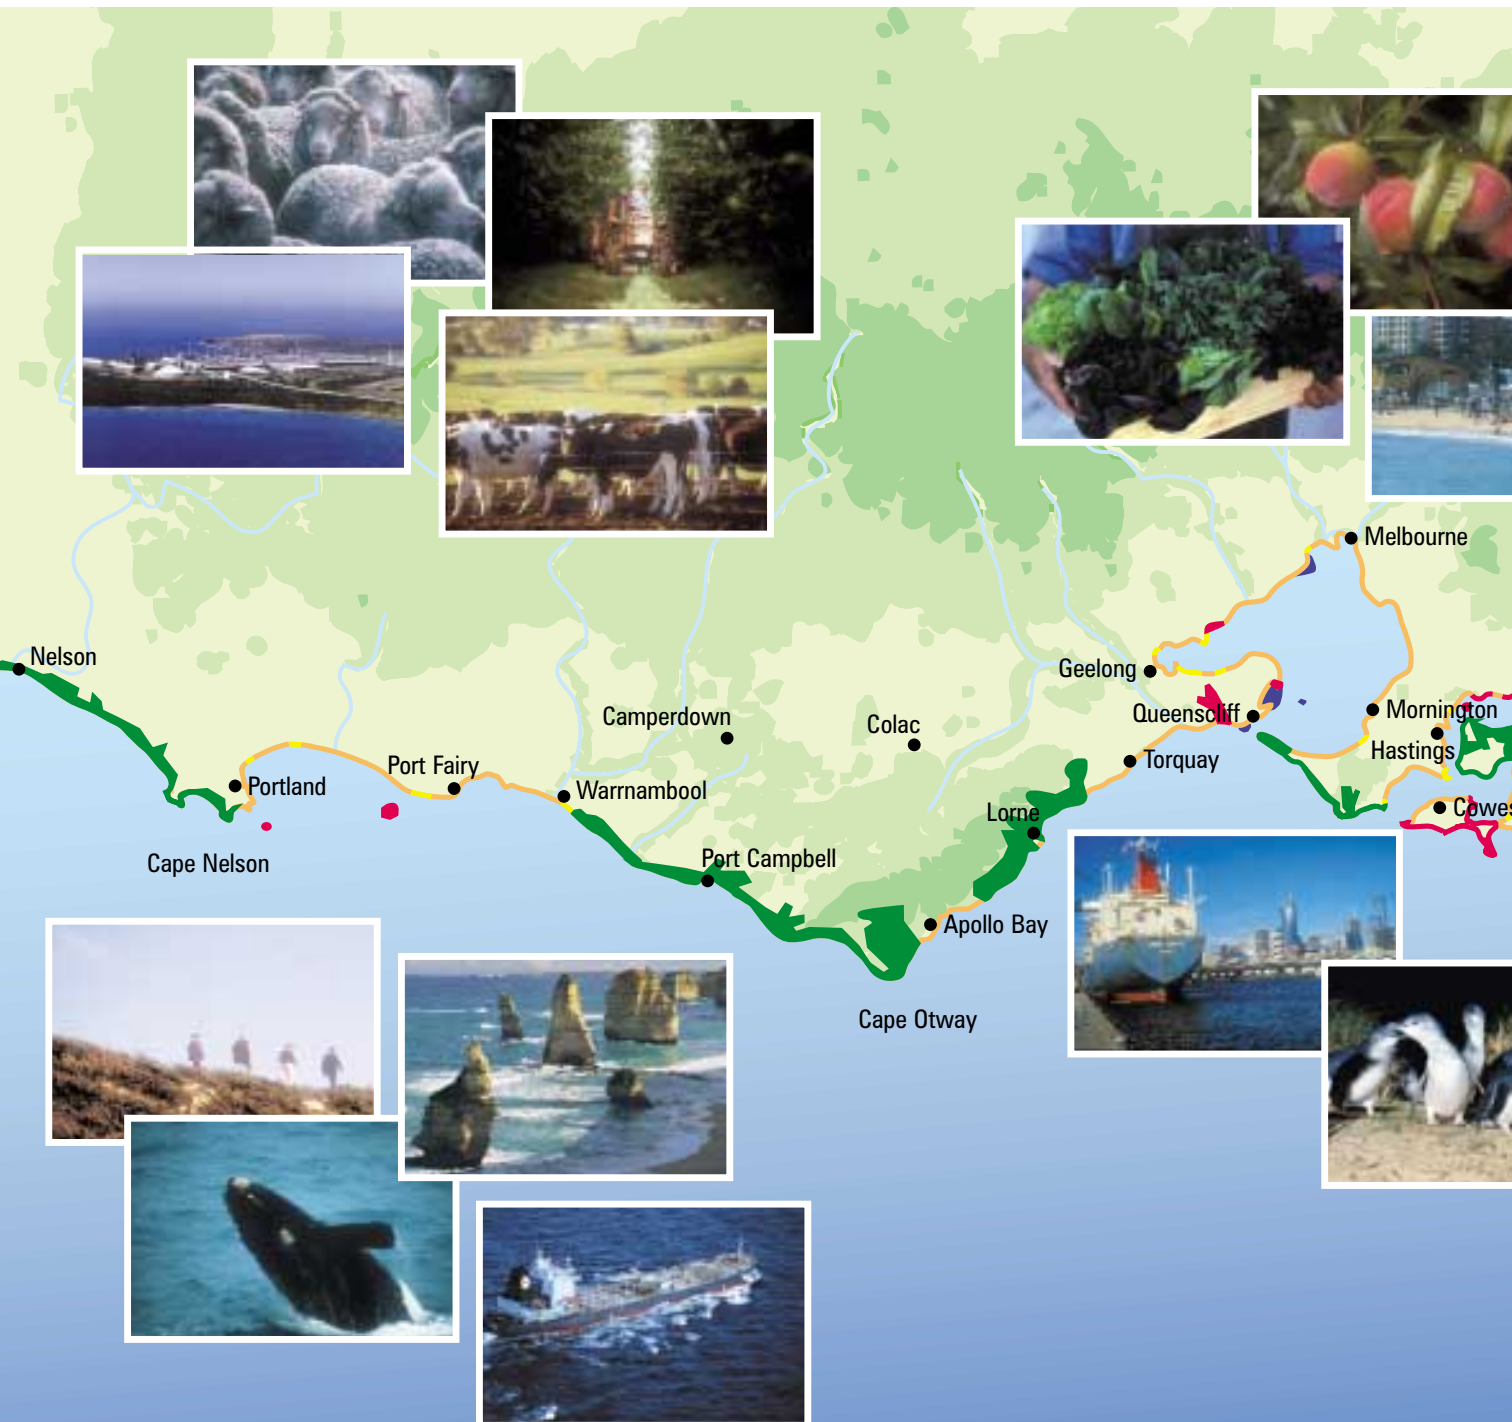 Melbourne
Nelson
Geelong
Camperdown
Colac
Queenscliff
Mornington
Hastings
Port Fairy
Portland
Warrnambool
Torquay
Lorne
Cowes
Cape Nelson
Port Campbell
Apollo Bay
Cape Otway